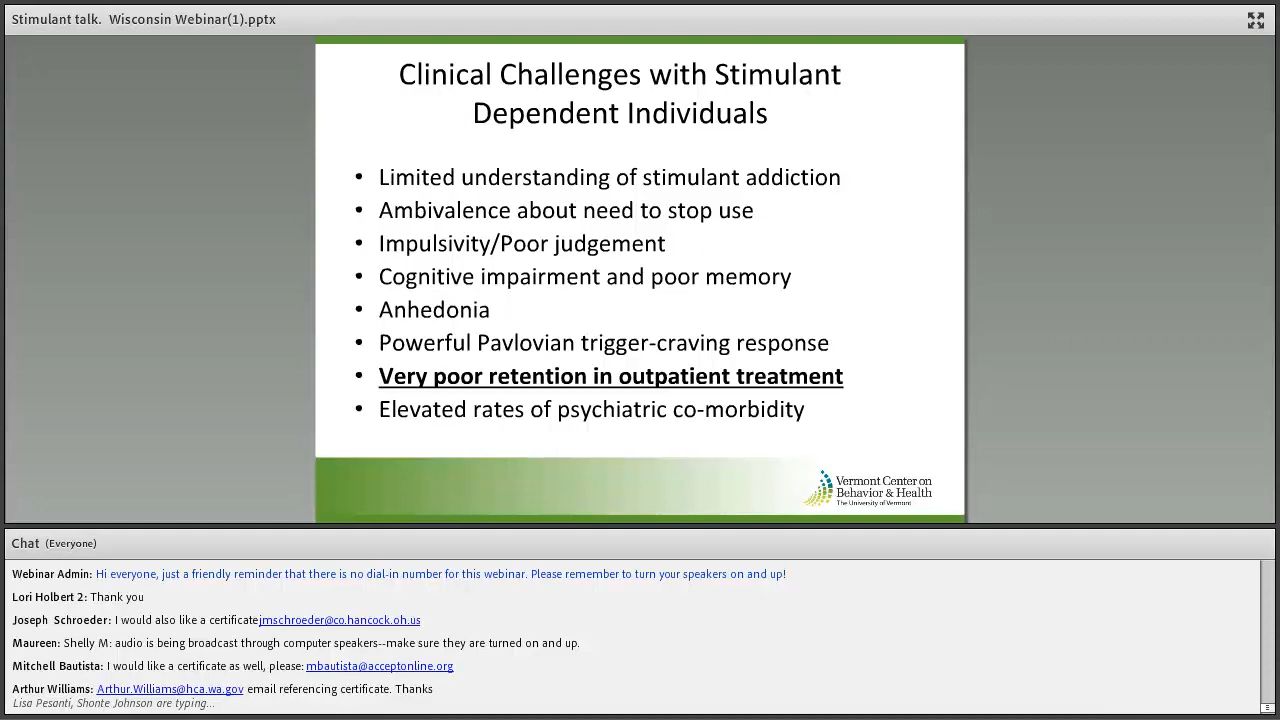 Stimulant talk.  Wisconsin Webinar(1).pptx
Clinical Challenges with Stimulant
Dependent Individuals
• Limited understanding of stimulant addiction
• Ambivalence about need to stop use
• Impulsivity/Poor judgement
• Cognitive impairment and poor memory
• Anhedonia
• Powerful Pavlovian trigger-craving response
• Very poor retention in outpatient treatment
• Elevated rates of psychiatric co-morbidity
Vermont Center on
Behavior & Health
The University of Vermont
Chat (Everyone)
Webinar Admin: Hi everyone, just a friendly reminder that there is no dial-in number for this webinar. Please remember to turn your speakers on and up!
Lori Holbert 2: Thank you
Joseph Schroeder: I would also like a certificatejmschroeder@co.hancock.oh.us
Maureen: Shelly M: audio is being broadcast through computer speakers--make sure they are turned on and up.
Mitchell Bautista: I would like a certificate as well, please: mbautista@acceptonline.org
Arthur Williams: Arthur.Williams@hca.wa.gov email referencing certificate. Thanks
Lisa Pesanti, Shonte Johnson are typing...